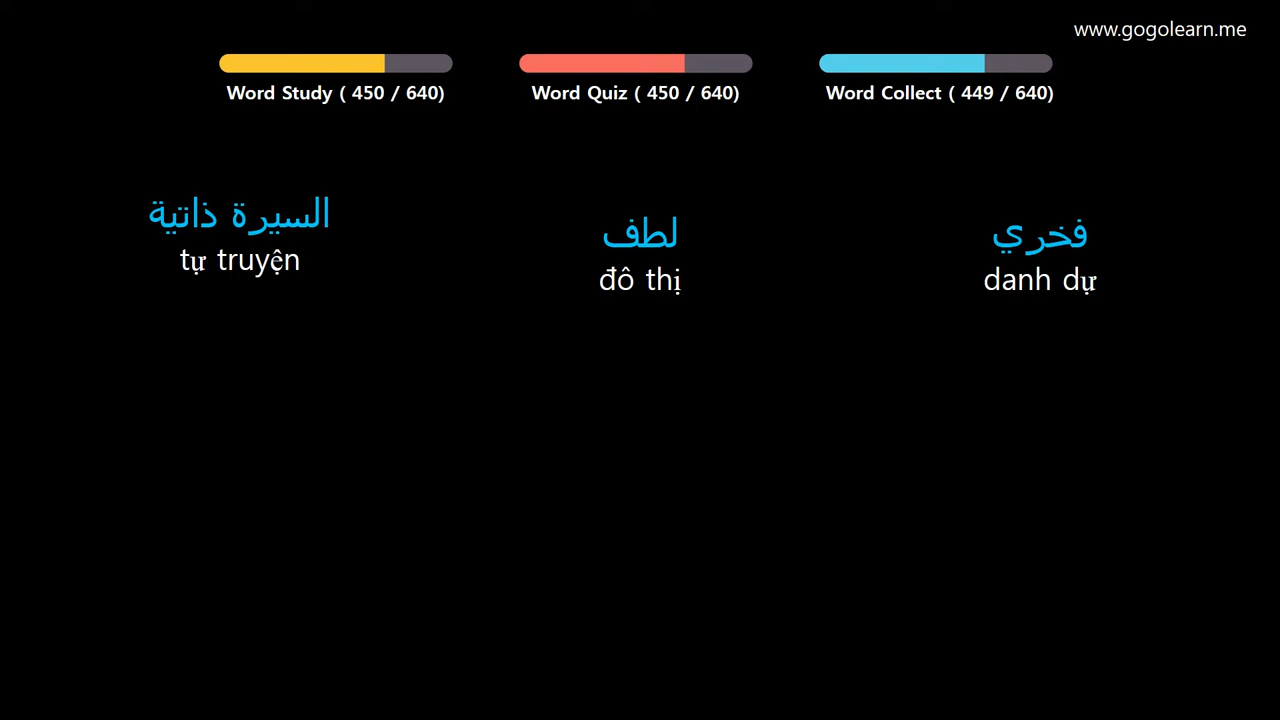 www.gogolearn.me
Word Study ( 450 / 640)
Word Quiz ( 450 / 640)
Word Collect ( 449 / 640)
السيرة ذاتية
tự truyện
لطف
đô thị
فخري
danh dự